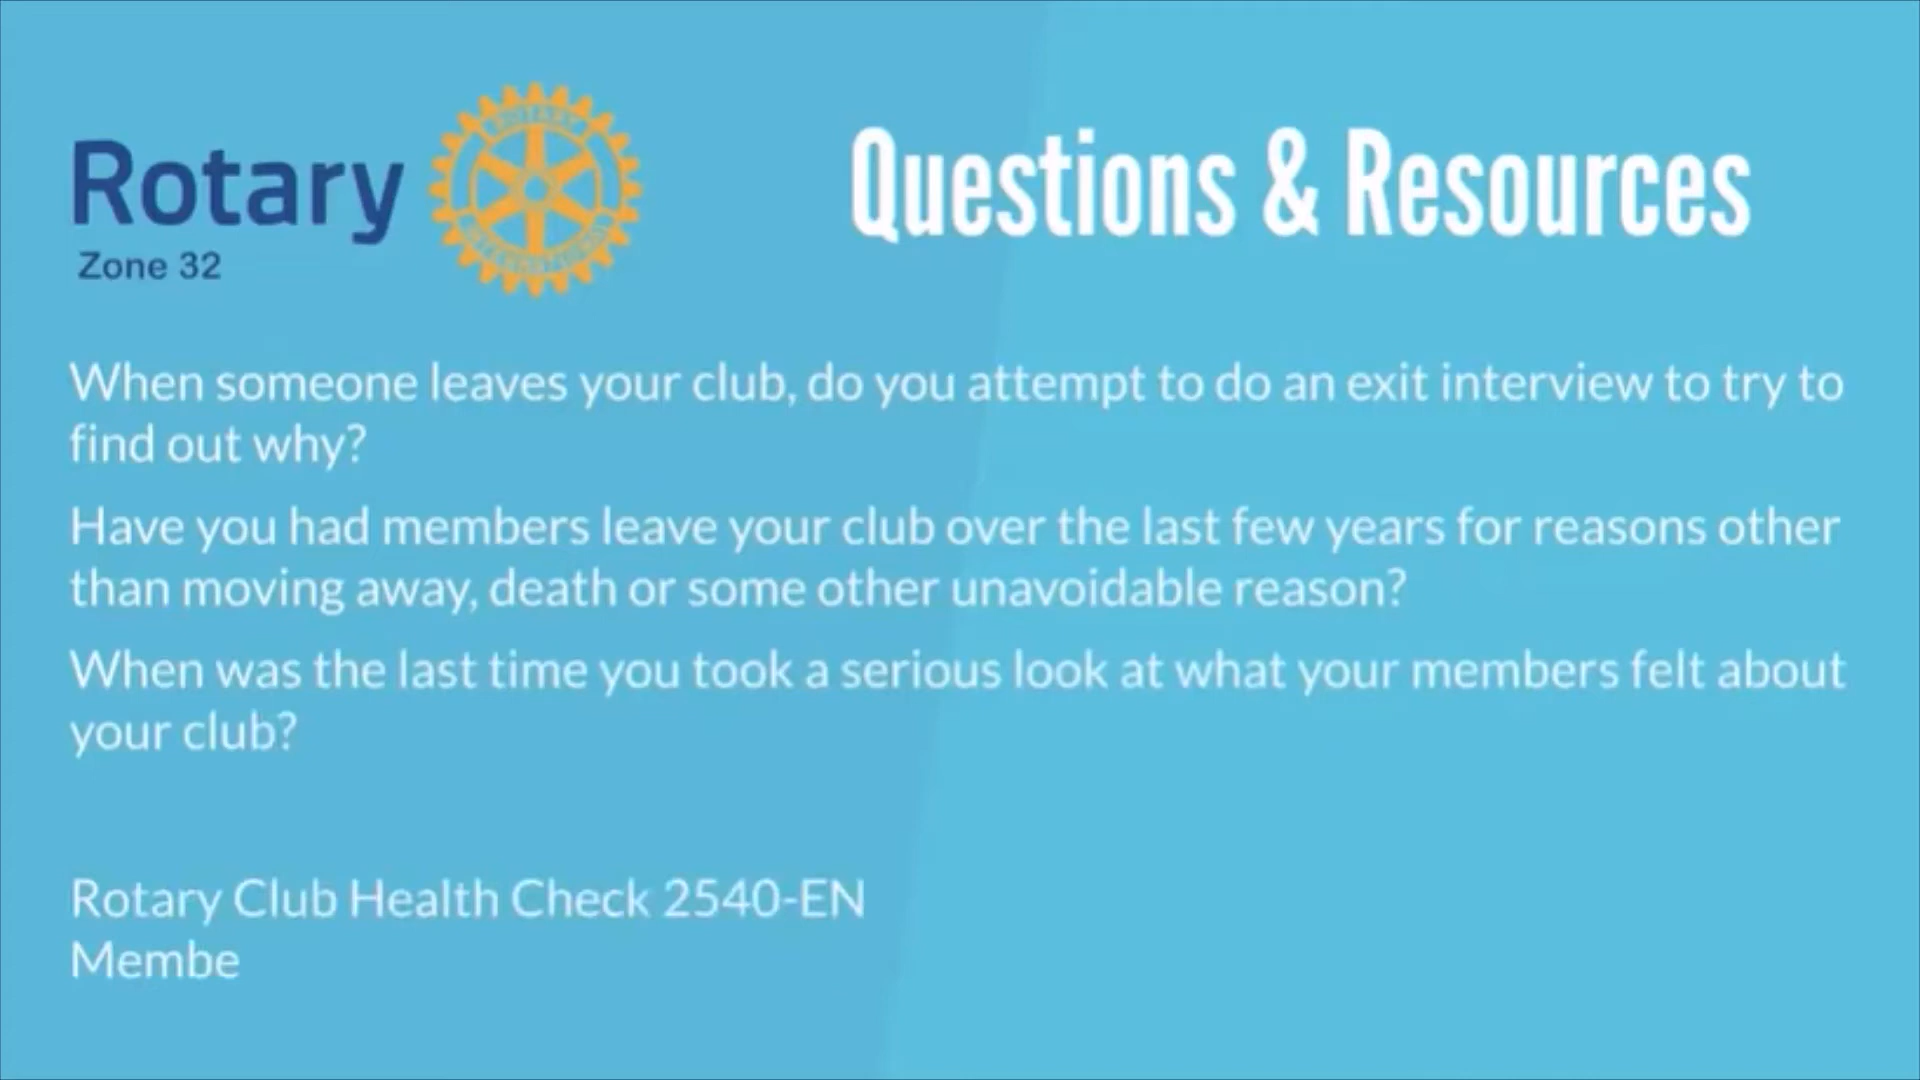 Rotary
Zone 32
ROTARY
INTERNATIONAL
Questions & Resources
When someone leaves your club, do you attempt to do an exit interview to try to
find out why?
Have you had members leave your club over the last few years for reasons other
than moving away, death or some other unavoidable reason?
When was the last time you took a serious look at what your members felt about
your club?
Rotary Club Health Check 2540-EN
Membe